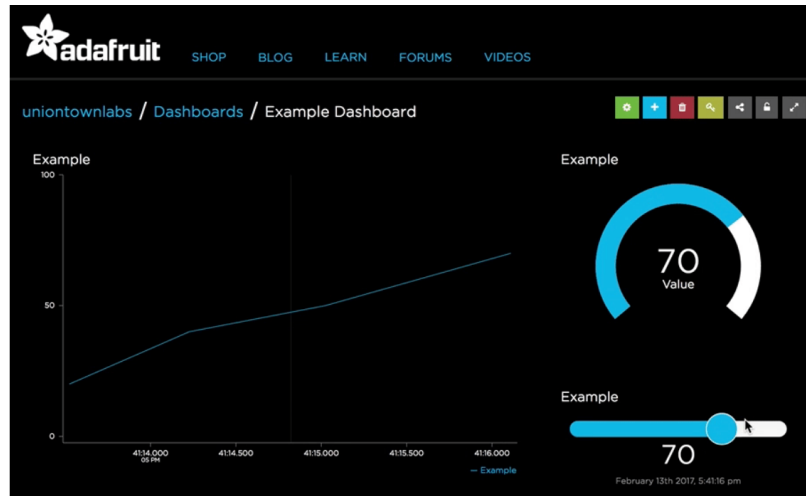 adafruit
SHOP BLOG LEARN FORUMS VIDEOS
uniontownlabs / Dashboards / Example Dashboard
Example
100
50
0
41:14.000
05 PM
41:14.500
41:15.000
41:15.500
41:16.000
Example
Example
70
Value
Example
70
February 13th 2017, 5:41:16 pm